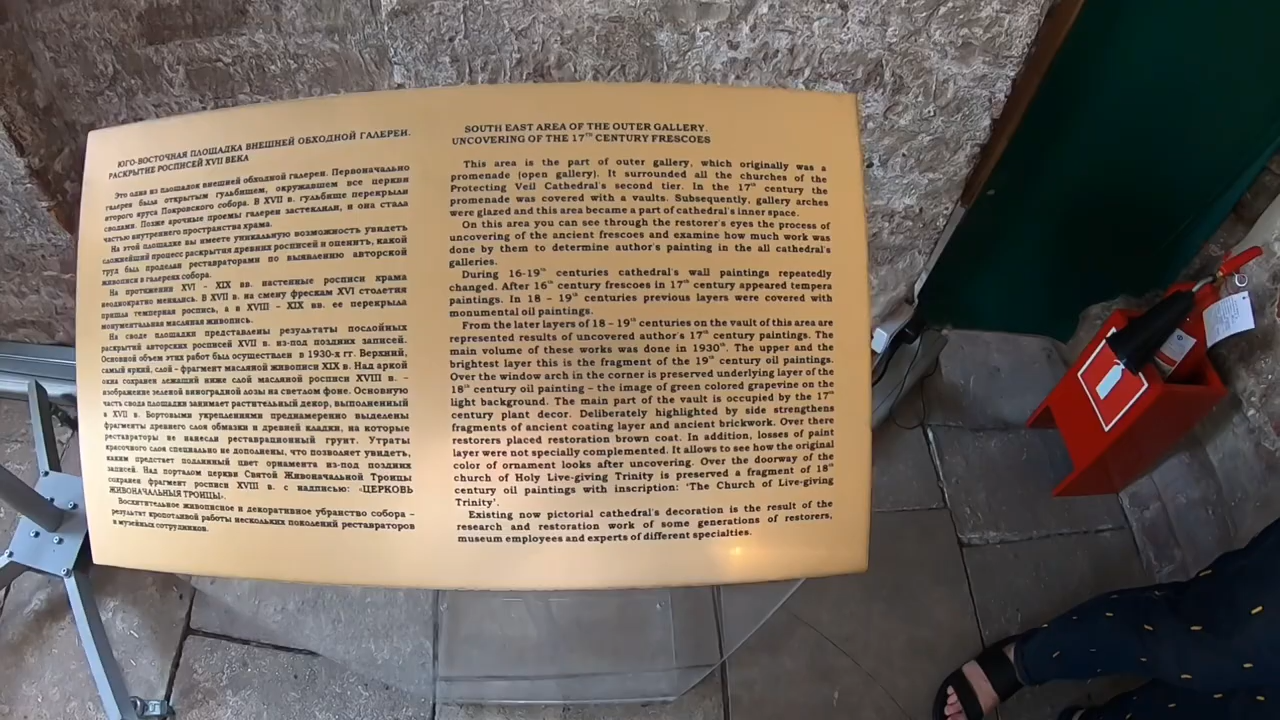 ЮГО-ВОСТОЧНАЯ ПЛОЩАДКА ВНЕШНЕЙ ОБХОДНОЙ ГАЛЕРЕИ.
РАСКРЫТИЕ РОСПИСЕЙ XVII ВЕКА
Это одна из площадок внешней обходной галереи. Первоначально
галерея была открытым гульбищем, окружавшем все церкви
второго яруса Покровского собора. В XVII в. гульбище перекрыли
сводами. Позже арочные проемы галереи застеклили, и она стала
частью внутреннего пространства храма.
На этой площадке вы имеете уникальную возможность увидеть
сложнейший процесс раскрытия древних росписей и оценить, какой
труд был проделан реставраторами по выявлению авторской
живописи в галереях собора.
На протяжении XVI - XIX вв. настенные росписи храма
неоднократно менялись. В XVII в. на смену фрескам XVI столетия
пришла темперная роспись, а в XVIII - XIX вв. ее перекрыла
монументальная масляная живопись.
На своде площадки представлены результаты послойных
раскрытий авторских росписей XVII в. из-под поздних записей.
Основной объем этих работ был осуществлен в 1930-х гг. Верхний,
самый яркий, слой - фрагмент масляной живописи XIX в. Над аркой
окна сохранен лежащий ниже слой масляной росписи XVIII в. -
изображение зеленой виноградной лозы на светлом фоне. Основную
часть свода площадки занимает растительный декор, выполненный
в XVII в. Бортовыми укреплениями преднамеренно выделены
фрагменты древнего слоя обмазки и древней кладки, на которые
реставраторы не нанесли реставрационный грунт. Утраты
красочного слоя специально не дополнены, что позволяет увидеть,
каким предстает подлинный цвет орнамента из-под поздних
записей. Над порталом церкви Святой Живоначальной Троицы
сохранен фрагмент росписи XVIII в. с надписью: «ЦЕРКОВЬ
ЖИВОНАЧАЛЬНЫЯ ТРОИЦЫ».
Восхитительное живописное и декоративное убранство собора -
результат кропотливой работы нескольких поколений реставраторов
и музейных сотрудников.
SOUTH EAST AREA OF THE OUTER GALLERY.
UNCOVERING OF THE 17TH CENTURY FRESCOES
This area is the part of outer gallery, which originally was a
promenade (open gallery). It surrounded all the churches of the
Protecting Veil Cathedral's second tier. In the 17th century the
promenade was covered with a vaults. Subsequently, gallery arches
were glazed and this area became a part of cathedral's inner space.
On this area you can see through the restorer's eyes the process of
uncovering of the ancient frescoes and examine how much work was
done by them to determine author's painting in the all cathedral's
galleries.
During 16-19th centuries cathedral's wall paintings repeatedly
changed. After 16th century frescoes in 17th century appeared tempera
paintings. In 18 – 19th centuries previous layers were covered with
monumental oil paintings.
From the later layers of 18 – 19th centuries on the vault of this area are
represented results of uncovered author's 17th century paintings. The
main volume of these works was done in 1930th. The upper and the
brightest layer this is the fragment of the 19th century oil paintings.
Over the window arch in the corner is preserved underlying layer of the
18th century oil painting – the image of green colored grapevine on the
light background. The main part of the vault is occupied by the 17th
century plant decor. Deliberately highlighted by side strengthens
fragments of ancient coating layer and ancient brickwork. Over there
restorers placed restoration brown coat. In addition, losses of paint
layer were not specially complemented. It allows to see how the original
color of ornament looks after uncovering. Over the doorway of the
church of Holy Live-giving Trinity is preserved a fragment of 18th
century oil paintings with inscription: 'The Church of Live-giving
Trinity'.
Existing now pictorial cathedral's decoration is the result of the
research and restoration work of some generations of restorers,
museum employees and experts of different specialties.